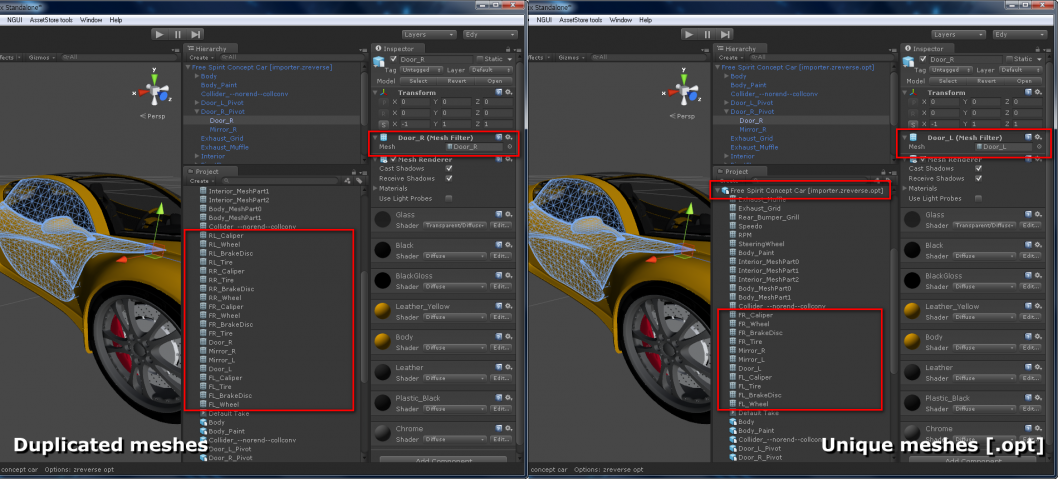 x Standalone*
NGUI AssetStore tools Window Help
Layers
Edy
ffects
Gizmos
All
Persp
Hierarchy
Create
All
Free Spirit Concept Car [importer.zreverse]
Body
Body_Paint
Collider_--norend--collconv
Door_L_Pivot
Door_R_Pivot
Door_R
Mirror_R
Exhaust_Grid
Exhaust_Muffle
Interior
Project
Create
Interior_MeshPart1
Interior_MeshPart2
Body_MeshPart0
Body_MeshPart1
Collider_--norend--collconv
RL_Caliper
RL_Wheel
RL_BrakeDisc
RL_Tire
RR_Caliper
RR_Tire
RR_BrakeDisc
RR_Wheel
FR_Caliper
FR_Wheel
FR_BrakeDisc
FR_Tire
Door_R
Mirror_R
Mirror_L
Door_L
FL_Caliper
FL_Tire
FL_BrakeDisc
FL_Wheel
Default Take
Body
Body_Paint
Collider_--norend--collconv
Door_L_Pivot
Door_R_Pivot
Inspector
Door_R Static
Tag Untagged Layer Default
Model Select Revert Open
Transform
X 0 Y 0 Z 0
X 0 Y 0 Z 0
S X -1 Y 1 Z 1
Door_R (Mesh Filter)
Mesh Door_R
Mesh Renderer
Cast Shadows
Receive Shadows
Materials
Use Light Probes
Glass
Shader Transparent/Diffuse Edit...
Black
Shader Diffuse Edit...
BlackGloss
Shader Diffuse Edit...
Leather_Yellow
Shader Diffuse Edit...
Body
Shader Diffuse Edit...
Leather
Shader Diffuse Edit...
Plastic_Black
Shader Diffuse Edit...
Chrome
Shader Diffuse Edit...
Add Component
Duplicated meshes
concept car Options: zreverse opt
x Standalone*
NGUI AssetStore tools Window Help
Layers
Edy
ffects
Gizmos
All
Persp
Hierarchy
Create
All
Free Spirit Concept Car [importer.zreverse.opt]
Body
Body_Paint
Collider_--norend--collconv
Door_L_Pivot
Door_R_Pivot
Door_R
Mirror_R
Exhaust_Grid
Exhaust_Muffle
Interior
Project
Free Spirit Concept Car [importer.zreverse.opt]
Exhaust_Muffle
Exhaust_Grid
Rear_Bumper_Grill
Speedo
RPM
SteeringWheel
Body_Paint
Interior_MeshPart0
Interior_MeshPart1
Interior_MeshPart2
Body_MeshPart0
Body_MeshPart1
Collider_--norend--collconv
FR_Caliper
FR_Wheel
FR_BrakeDisc
FR_Tire
Mirror_R
Mirror_L
Door_L
FL_Caliper
FL_Tire
FL_BrakeDisc
FL_Wheel
Default Take
Body
Body_Paint
Collider_--norend--collconv
Door_L_Pivot
Door_R_Pivot
Inspector
Door_R Static
Tag Untagged Layer Default
Model Select Revert Open
Transform
X 0 Y 0 Z 0
X 0 Y 0 Z 0
S X -1 Y 1 Z 1
Door_L (Mesh Filter)
Mesh Door_L
Mesh Renderer
Cast Shadows
Receive Shadows
Materials
Use Light Probes
Glass
Shader Transparent/Diffuse Edit...
Black
Shader Diffuse Edit...
BlackGloss
Shader Diffuse Edit...
Leather_Yellow
Shader Diffuse Edit...
Body
Shader Diffuse Edit...
Leather
Shader Diffuse Edit...
Plastic_Black
Shader Diffuse Edit...
Chrome
Shader Diffuse Edit...
Add Component
Unique meshes [.opt]
concept car Options: zreverse opt